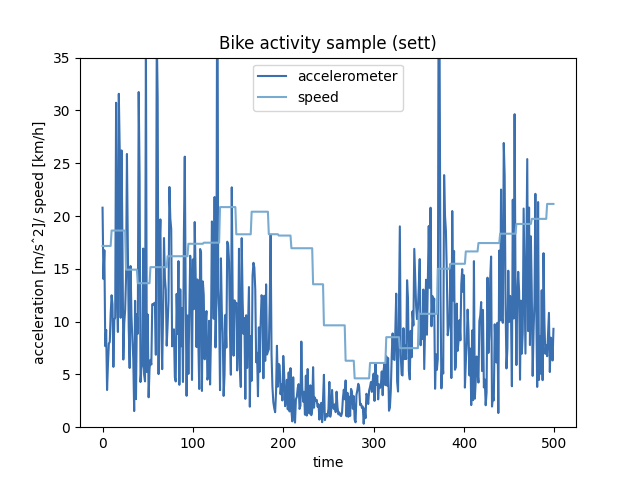 Bike activity sample (sett)
accelerometer
speed
acceleration [m/s^2]/ speed [km/h]
35
30
25
20
15
10
5
0
0 100 200 300 400 500
time